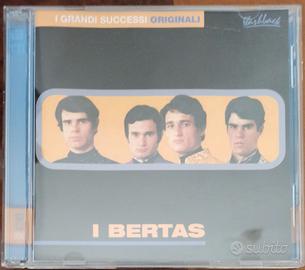 I GRANDI SUCCESSI ORIGINALI
flashback
I BERTAS
subito